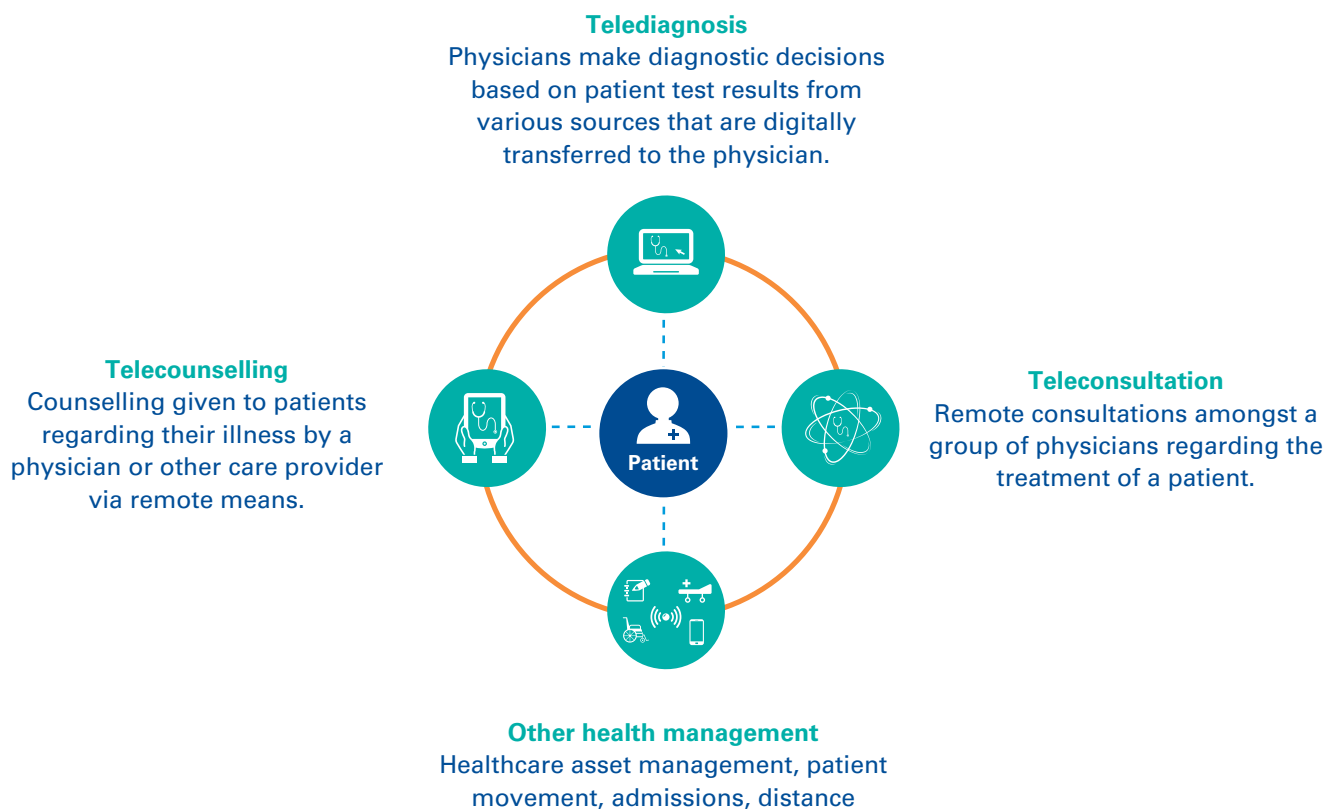 Telediagnosis
Physicians make diagnostic decisions
based on patient test results from
various sources that are digitally
transferred to the physician.
Telecounselling
Counselling given to patients
regarding their illness by a
physician or other care provider
via remote means.
Patient
Teleconsultation
Remote consultations amongst a
group of physicians regarding the
treatment of a patient.
Other health management
Healthcare asset management, patient
movement, admissions, distance